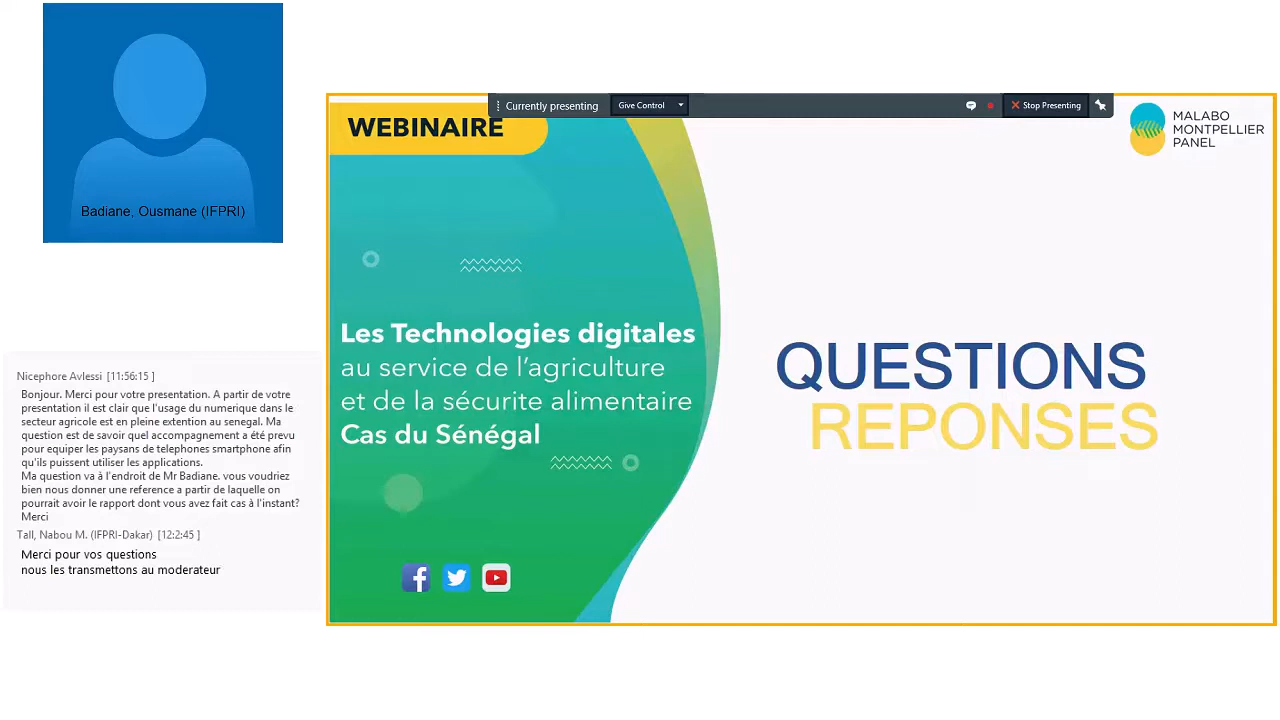 Badiane, Ousmane (IFPRI)
Nicephore Avlessi [11:56:15 ]
Bonjour. Merci pour votre presentation. A partir de votre
presentation il est clair que l'usage du numerique dans le
secteur agricole est en pleine extention au senegal. Ma
question est de savoir quel accompagnement a été prevu
pour equiper les paysans de telephones smartphone afin
qu'ils puissent utiliser les applications.
Ma question va à l'endroit de Mr Badiane. vous voudriez
bien nous donner une reference a partir de laquelle on
pourrait avoir le rapport dont vous avez fait cas à l'instant?
Merci
Tall, Nabou M. (IFPRI-Dakar) [12:2:45 ]
Merci pour vos questions
nous les transmettons au moderateur
Currently presenting
Give Control
Stop Presenting
WEBINAIRE
MALABO
MONTPELLIER
PANEL
Les Technologies digitales
au service de l'agriculture
et de la sécurite alimentaire
Cas du Sénégal
QUESTIONS
REPONSES